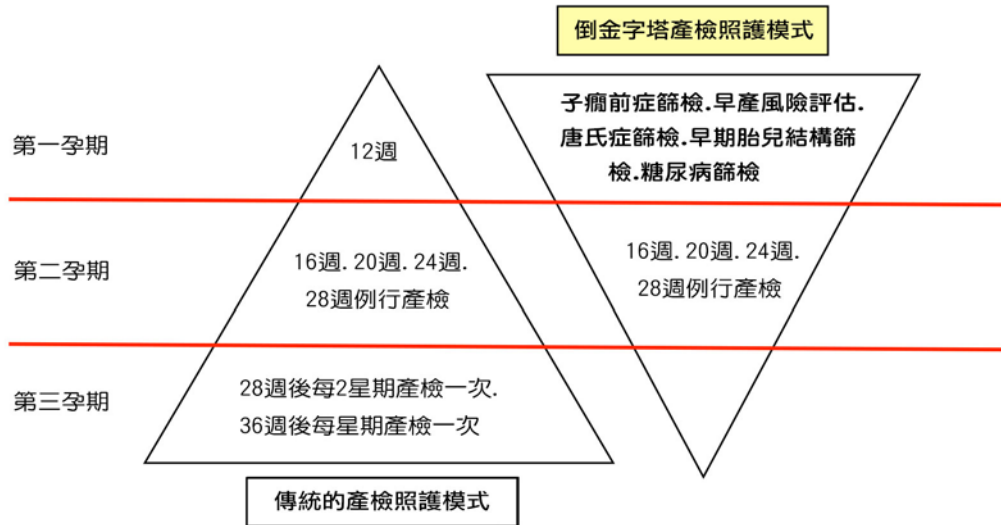 倒金字塔產檢照護模式
第一孕期
12週
子癇前症篩檢.早產風險評估.
唐氏症篩檢.早期胎兒結構篩
檢.糖尿病篩檢
第二孕期
16週. 20週. 24週.
28週例行產檢
16週. 20週. 24週.
28週例行產檢
第三孕期
28週後每2星期產檢一次.
36週後每星期產檢一次
傳統的產檢照護模式